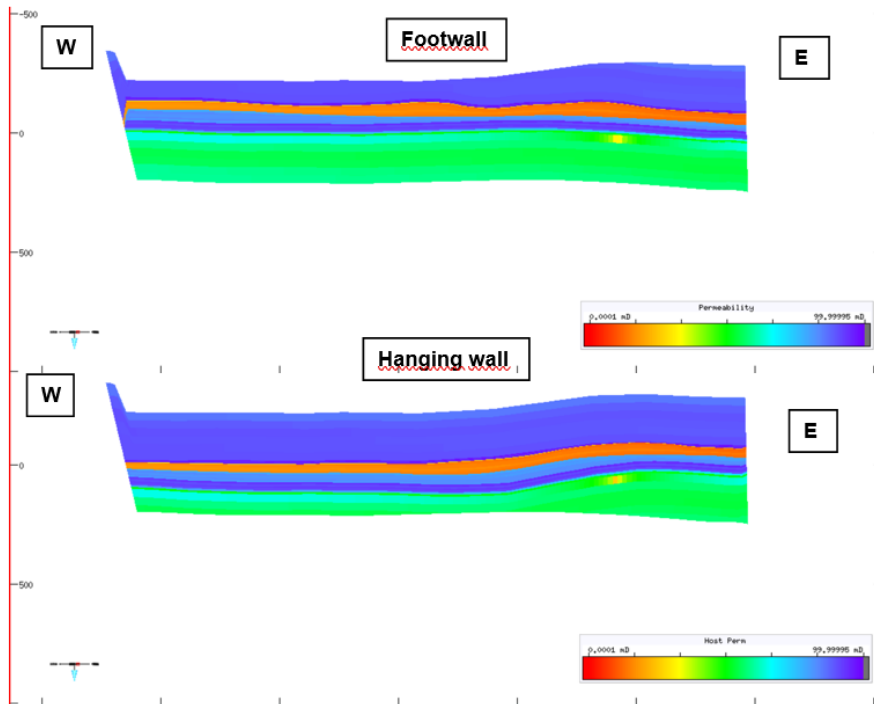 -500
Footwall
W
E
0
500
Permeability
0.0001 mD 99.99995 mD
Hanging wall
W
E
0
500
Host Perm
0.0001 mD 99.99995 mD